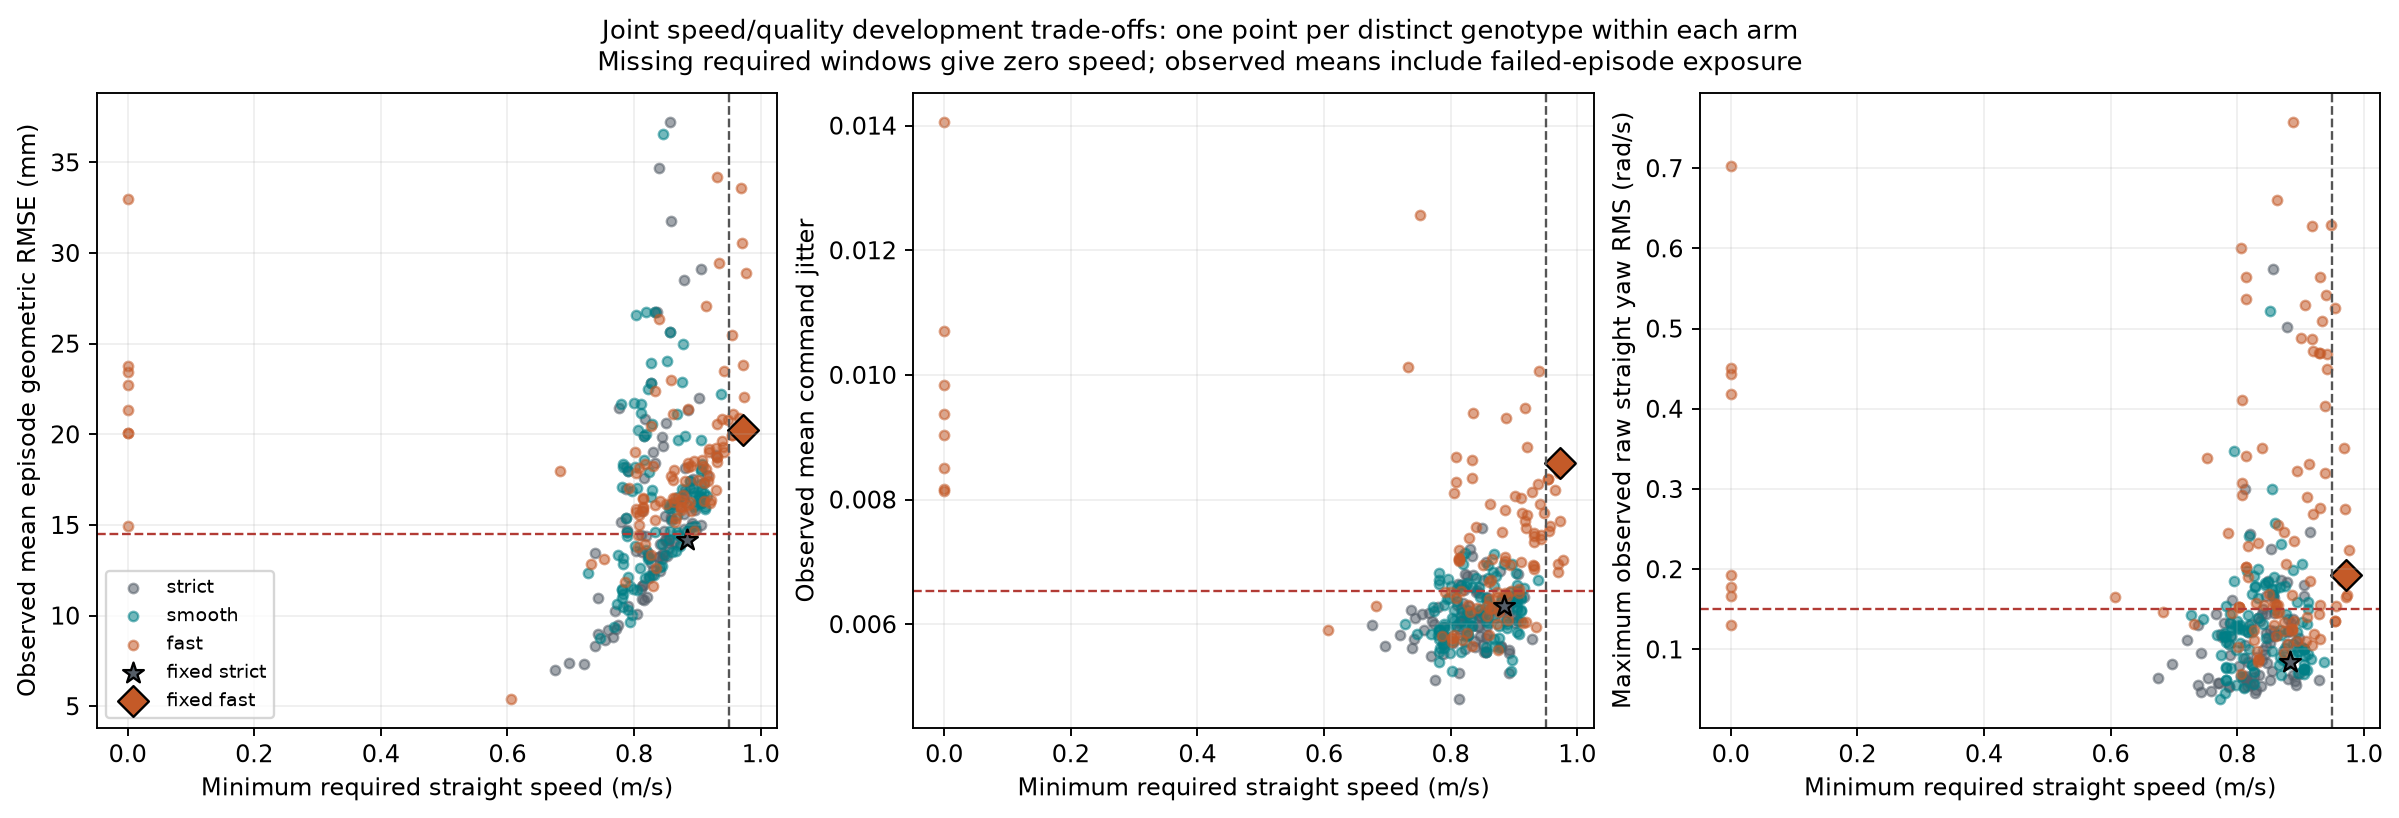 Joint speed/quality development trade-offs: one point per distinct genotype within each arm
Missing required windows give zero speed; observed means include failed-episode exposure
Observed mean episode geometric RMSE (mm)
35
30
25
20
15
10
5
strict
smooth
fast
fixed strict
fixed fast
0.0 0.2 0.4 0.6 0.8 1.0
Minimum required straight speed (m/s)
Observed mean command jitter
0.014
0.012
0.010
0.008
0.006
0.0 0.2 0.4 0.6 0.8 1.0
Minimum required straight speed (m/s)
Maximum observed raw straight yaw RMS (rad/s)
0.7
0.6
0.5
0.4
0.3
0.2
0.1
0.0 0.2 0.4 0.6 0.8 1.0
Minimum required straight speed (m/s)